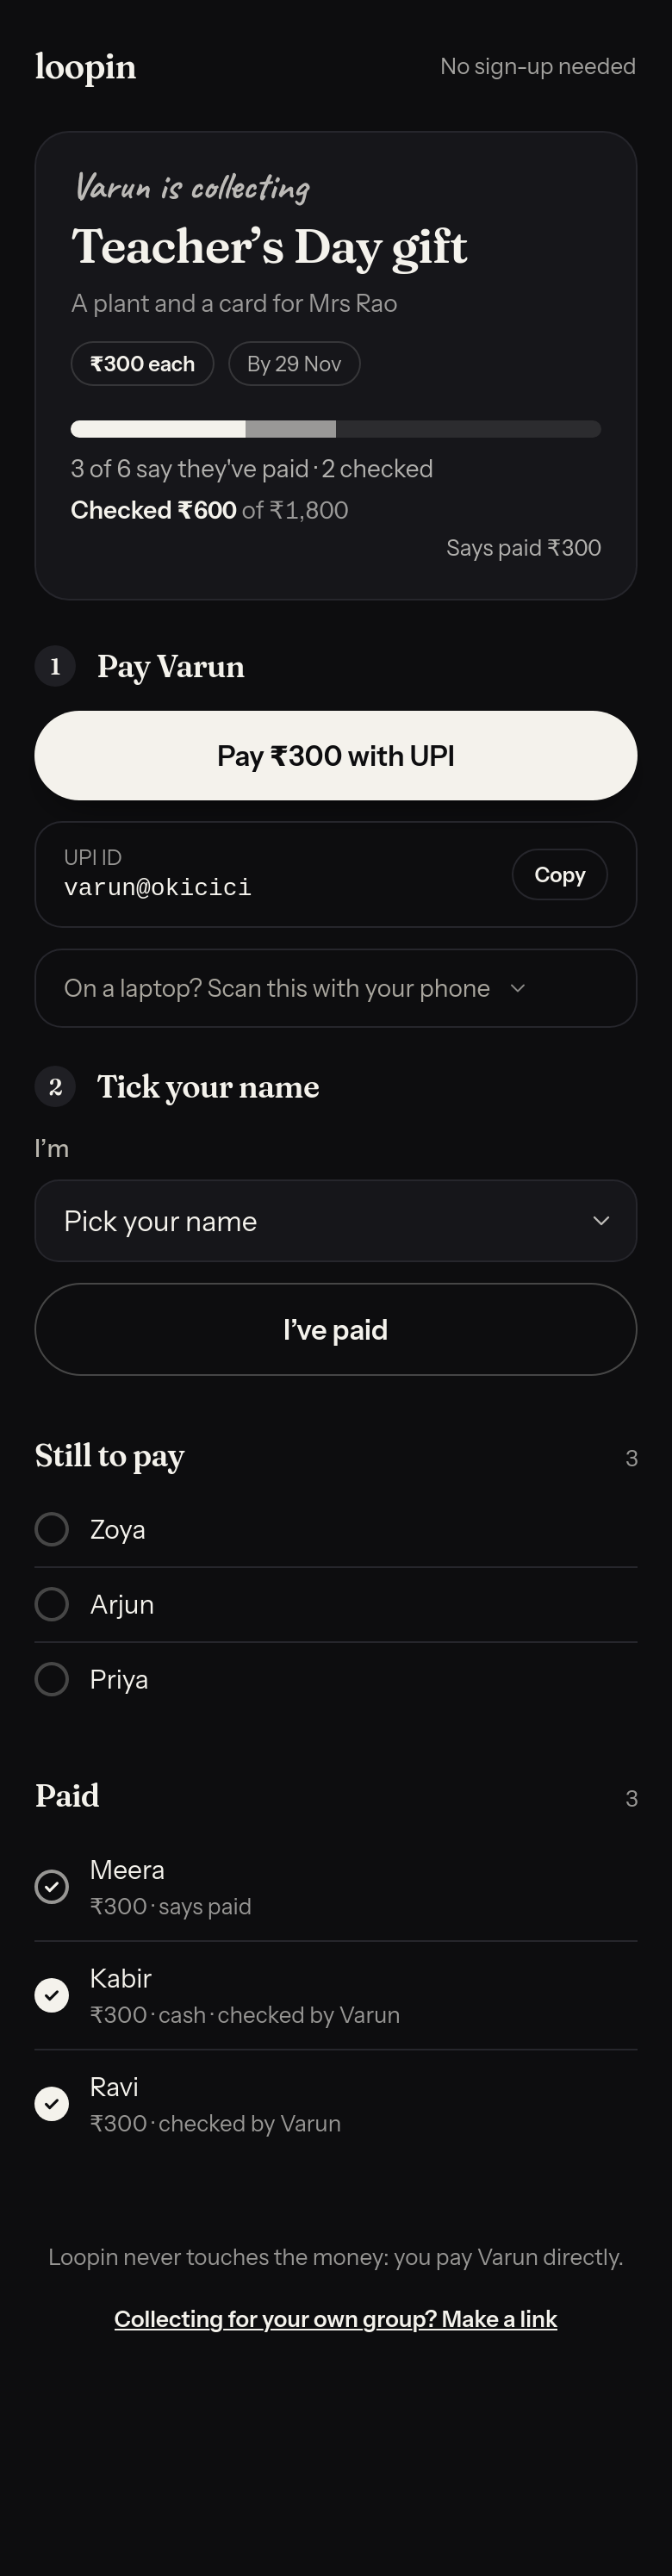 loopin
No sign-up needed
Varun is collecting
Teacher’s Day gift
A plant and a card for Mrs Rao
₹300 each
By 29 Nov
3 of 6 say they've paid · 2 checked
Checked ₹600 of ₹1,800
Says paid ₹300
1 Pay Varun
Pay ₹300 with UPI
UPI ID
varun@okicici
Copy
On a laptop? Scan this with your phone
2 Tick your name
I’m
Pick your name
I’ve paid
Still to pay 3
Zoya
Arjun
Priya
Paid 3
Meera
₹300 · says paid
Kabir
₹300 · cash · checked by Varun
Ravi
₹300 · checked by Varun
Loopin never touches the money: you pay Varun directly.
Collecting for your own group? Make a link